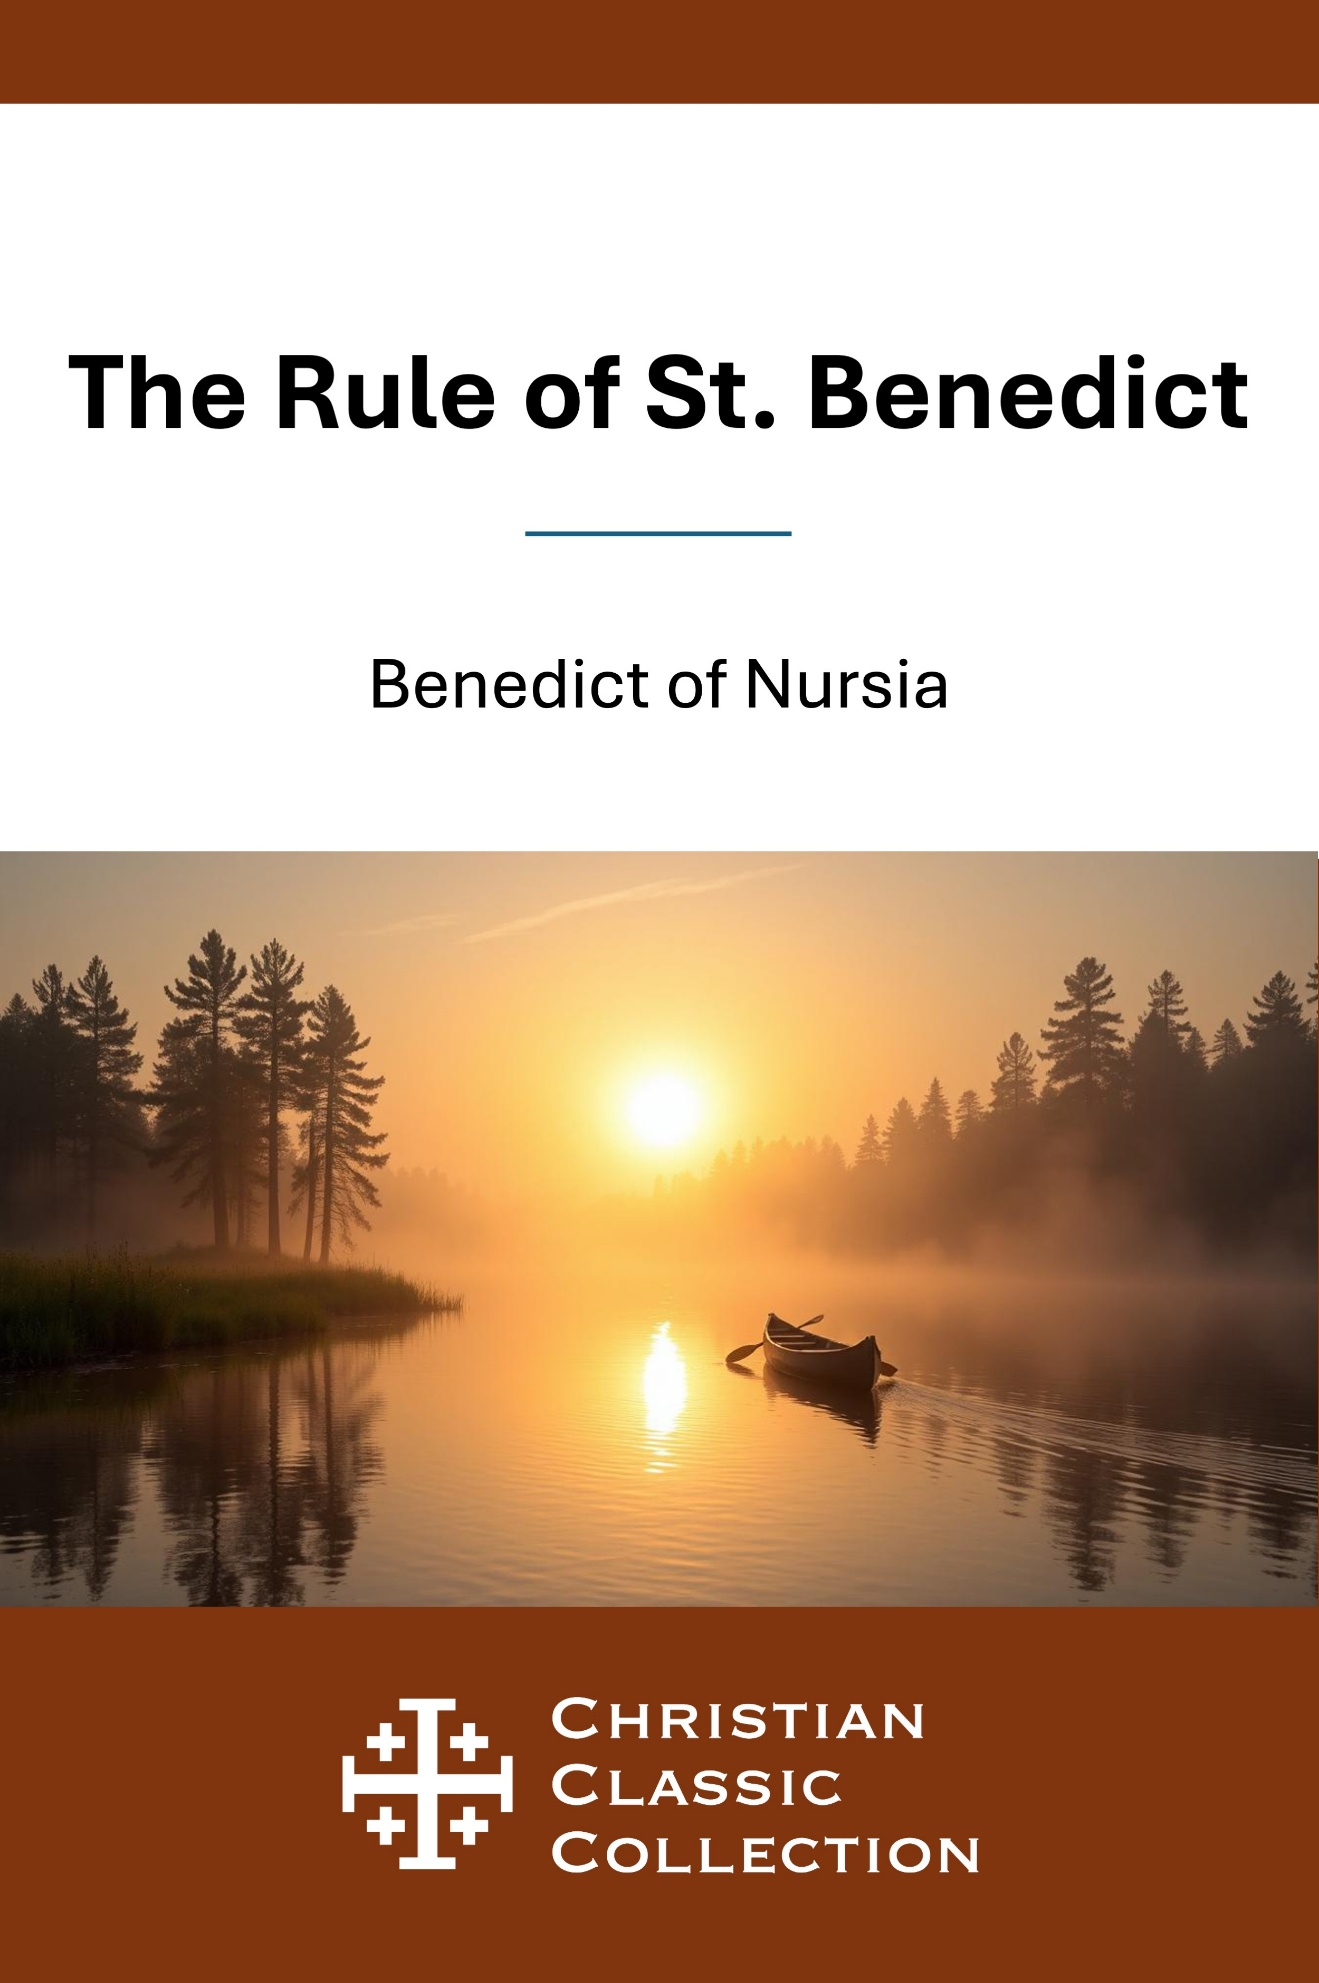 The Rule of St. Benedict
Benedict of Nursia
CHRISTIAN
CLASSIC
COLLECTION